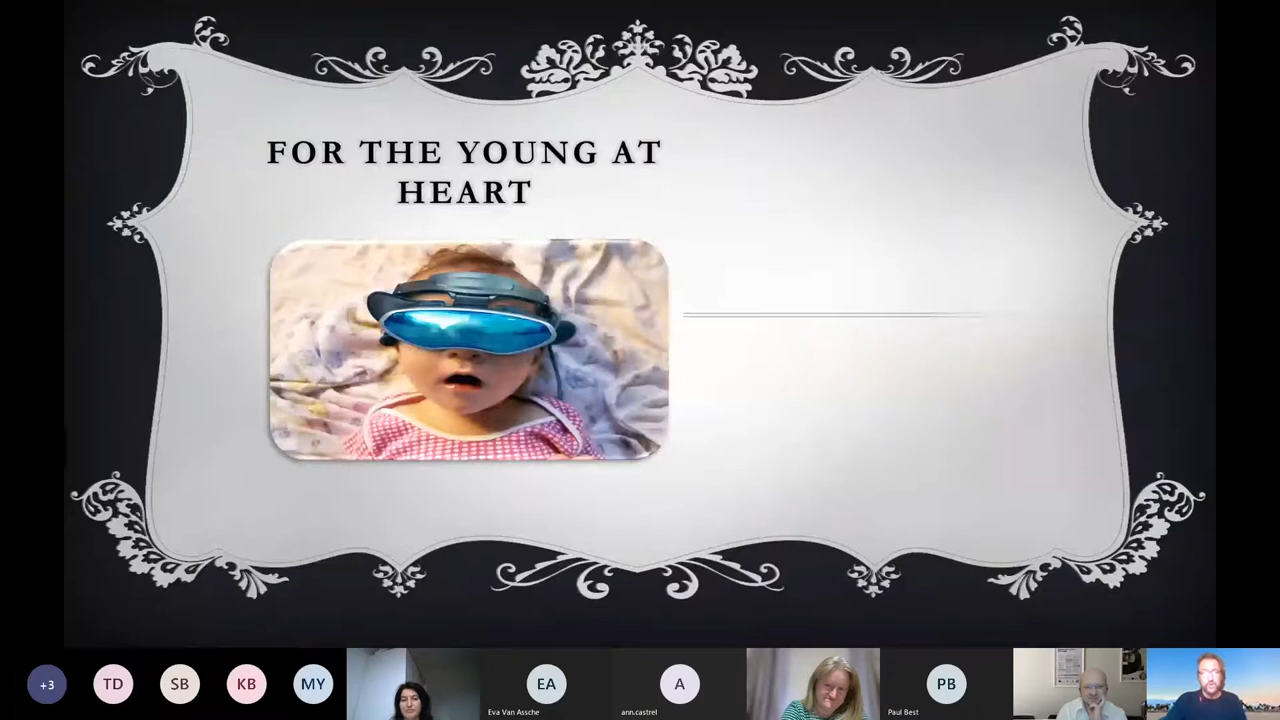 FOR THE YOUNG AT
HEART
+3
TD
SB
KB
MY
EA
Eva Van Assche
A
ann.castrel
PB
Paul Best